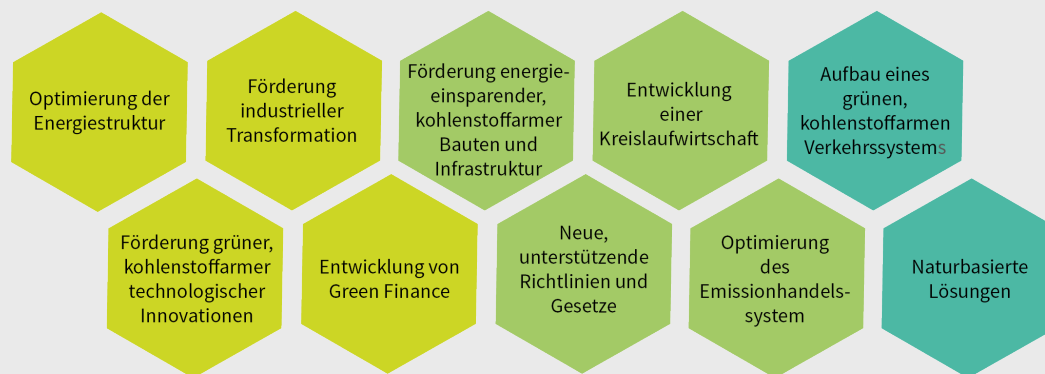 Optimierung der
Energiestruktur
Förderung
industrieller
Transformation
Förderung energie-
einsparender,
kohlenstoffarmer
Bauten und
Infrastruktur
Entwicklung
einer
Kreislaufwirtschaft
Aufbau eines
grünen,
kohlenstoffarmen
Verkehrssystems
Förderung grüner,
kohlenstoffarmer
technologischer
Innovationen
Entwicklung von
Green Finance
Neue,
unterstützende
Richtlinien und
Gesetze
Optimierung
des
Emissionhandels-
system
Naturbasierte
Lösungen